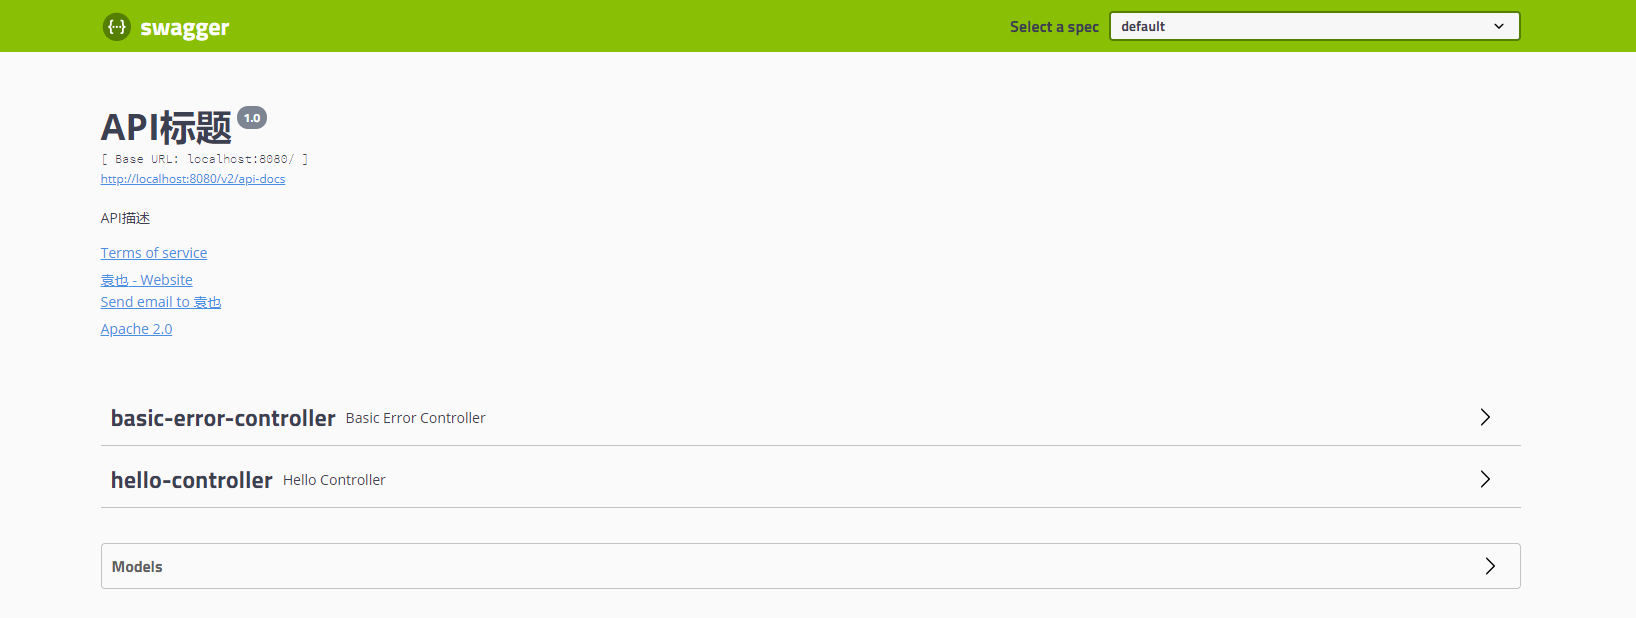 {···} swagger
Select a spec default
API标题 1.0
[ Base URL: localhost:8080/ ]
http://localhost:8080/v2/api-docs
API描述
Terms of service
袁也 - Website
Send email to 袁也
Apache 2.0
basic-error-controller Basic Error Controller
hello-controller Hello Controller
Models